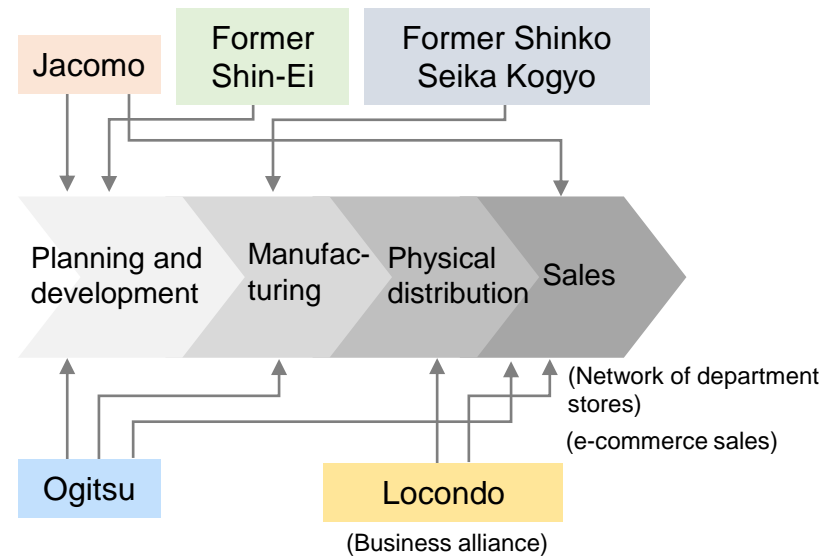 Jacomo
Former
Shin-Ei
Former Shinko
Seika Kogyo
Planning and
development
Manufac-
turing
Physical
distribution
Sales
(Network of department
stores)
(e-commerce sales)
Ogitsu
Locondo
(Business alliance)